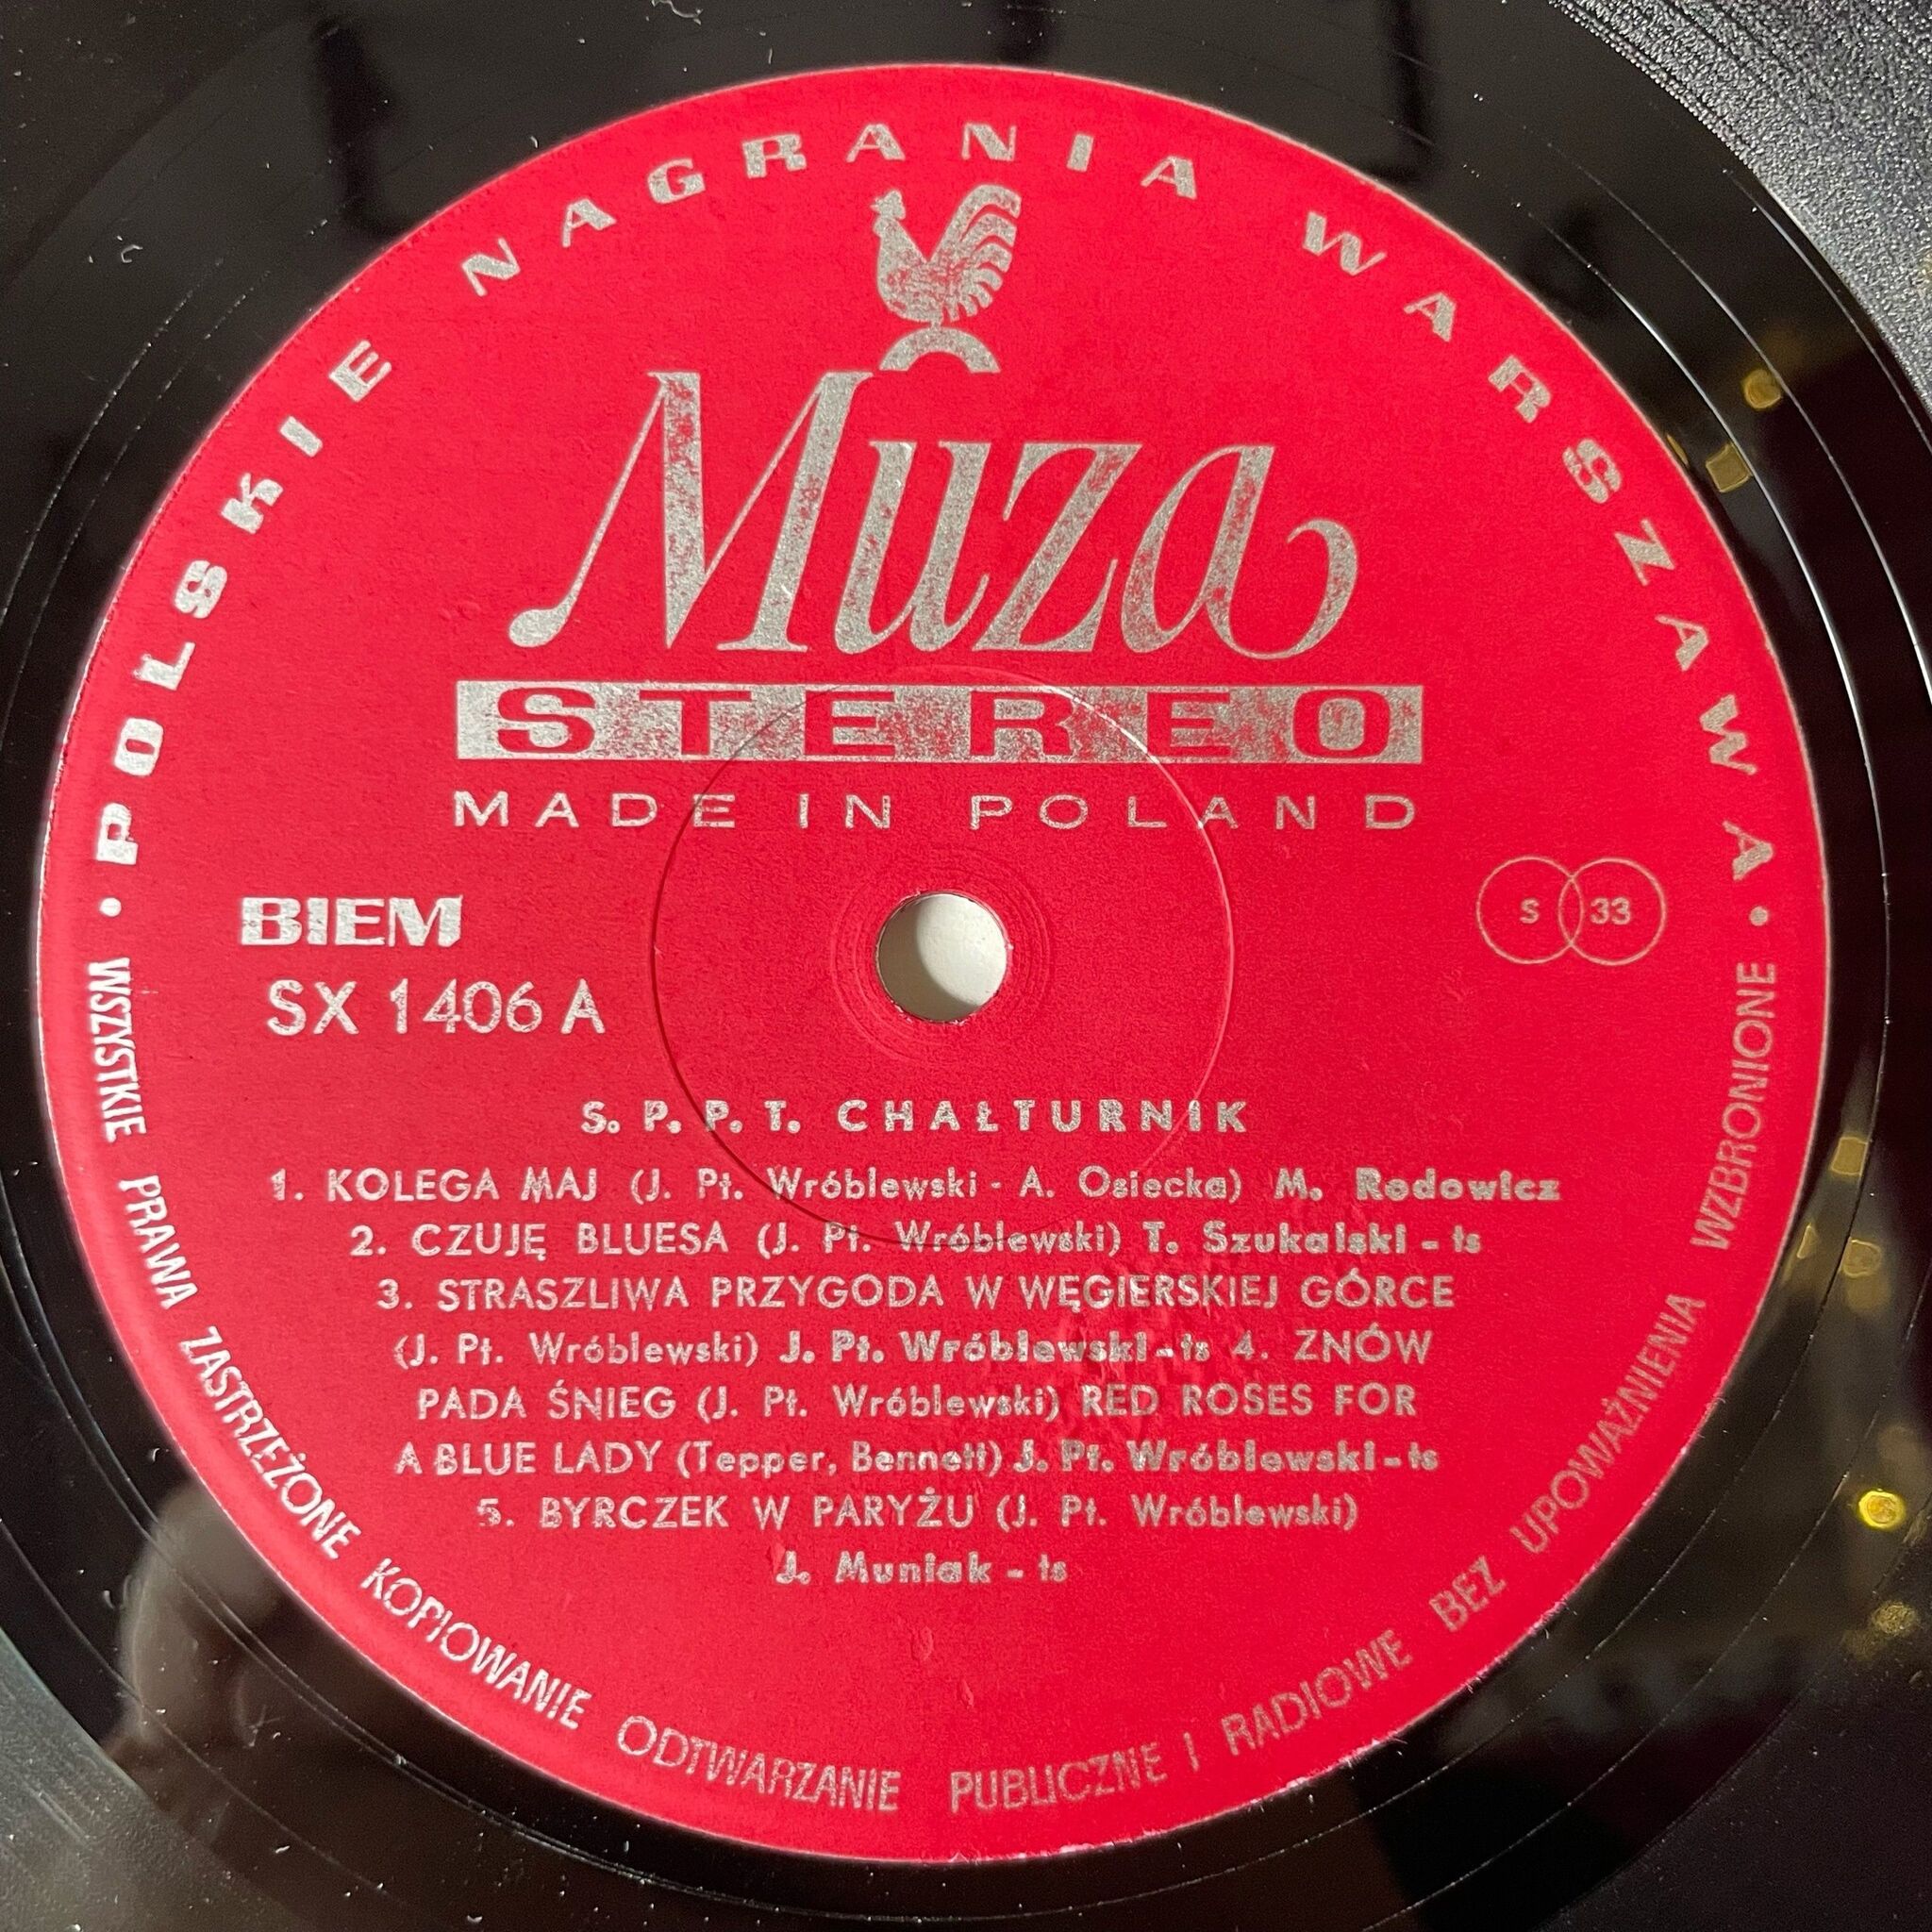 POLSKIE NAGRANIA WARSZAWA
Muza
STEREO
MADE IN POLAND
BIEM
SX 1406 A
S 33
S. P. P. T. CHAŁTURNIK
1. KOLEGA MAJ (J. Pt. Wróblewski - A. Osiecka) M. Rodowicz
2. CZUJĘ BLUESA (J. Pt. Wróblewski) T. Szukalski - ts
3. STRASZLIWA PRZYGODA W WĘGIERSKIEJ GÓRCE
(J. Pt. Wróblewski) J. Pt. Wróblewski - ts 4. ZNÓW
PADA ŚNIEG (J. Pt. Wróblewski) RED ROSES FOR
A BLUE LADY (Tepper, Bennett) J. Pt. Wróblewski - ts
5. BYRCZEK W PARYŻU (J. Pt. Wróblewski)
J. Muniak - ts
• WSZYSTKIE PRAWA ZASTRZEŻONE KOPIOWANIE ODTWARZANIE PUBLICZNE I RADIOWE BEZ UPOWAŻNIENIA WZBRONIONE •